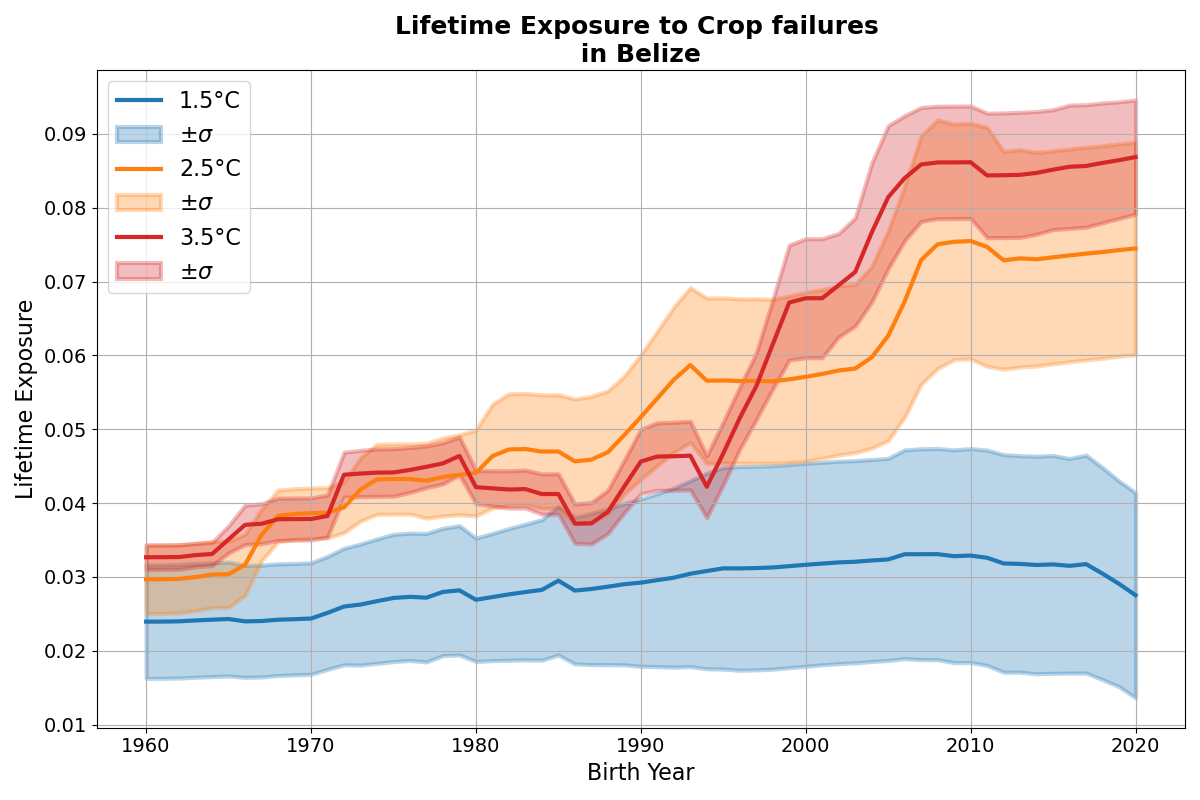 Lifetime Exposure to Crop failures
in Belize
1.5°C
±σ
2.5°C
±σ
3.5°C
±σ
Lifetime Exposure
0.09
0.08
0.07
0.06
0.05
0.04
0.03
0.02
0.01
1960 1970 1980 1990 2000 2010 2020
Birth Year